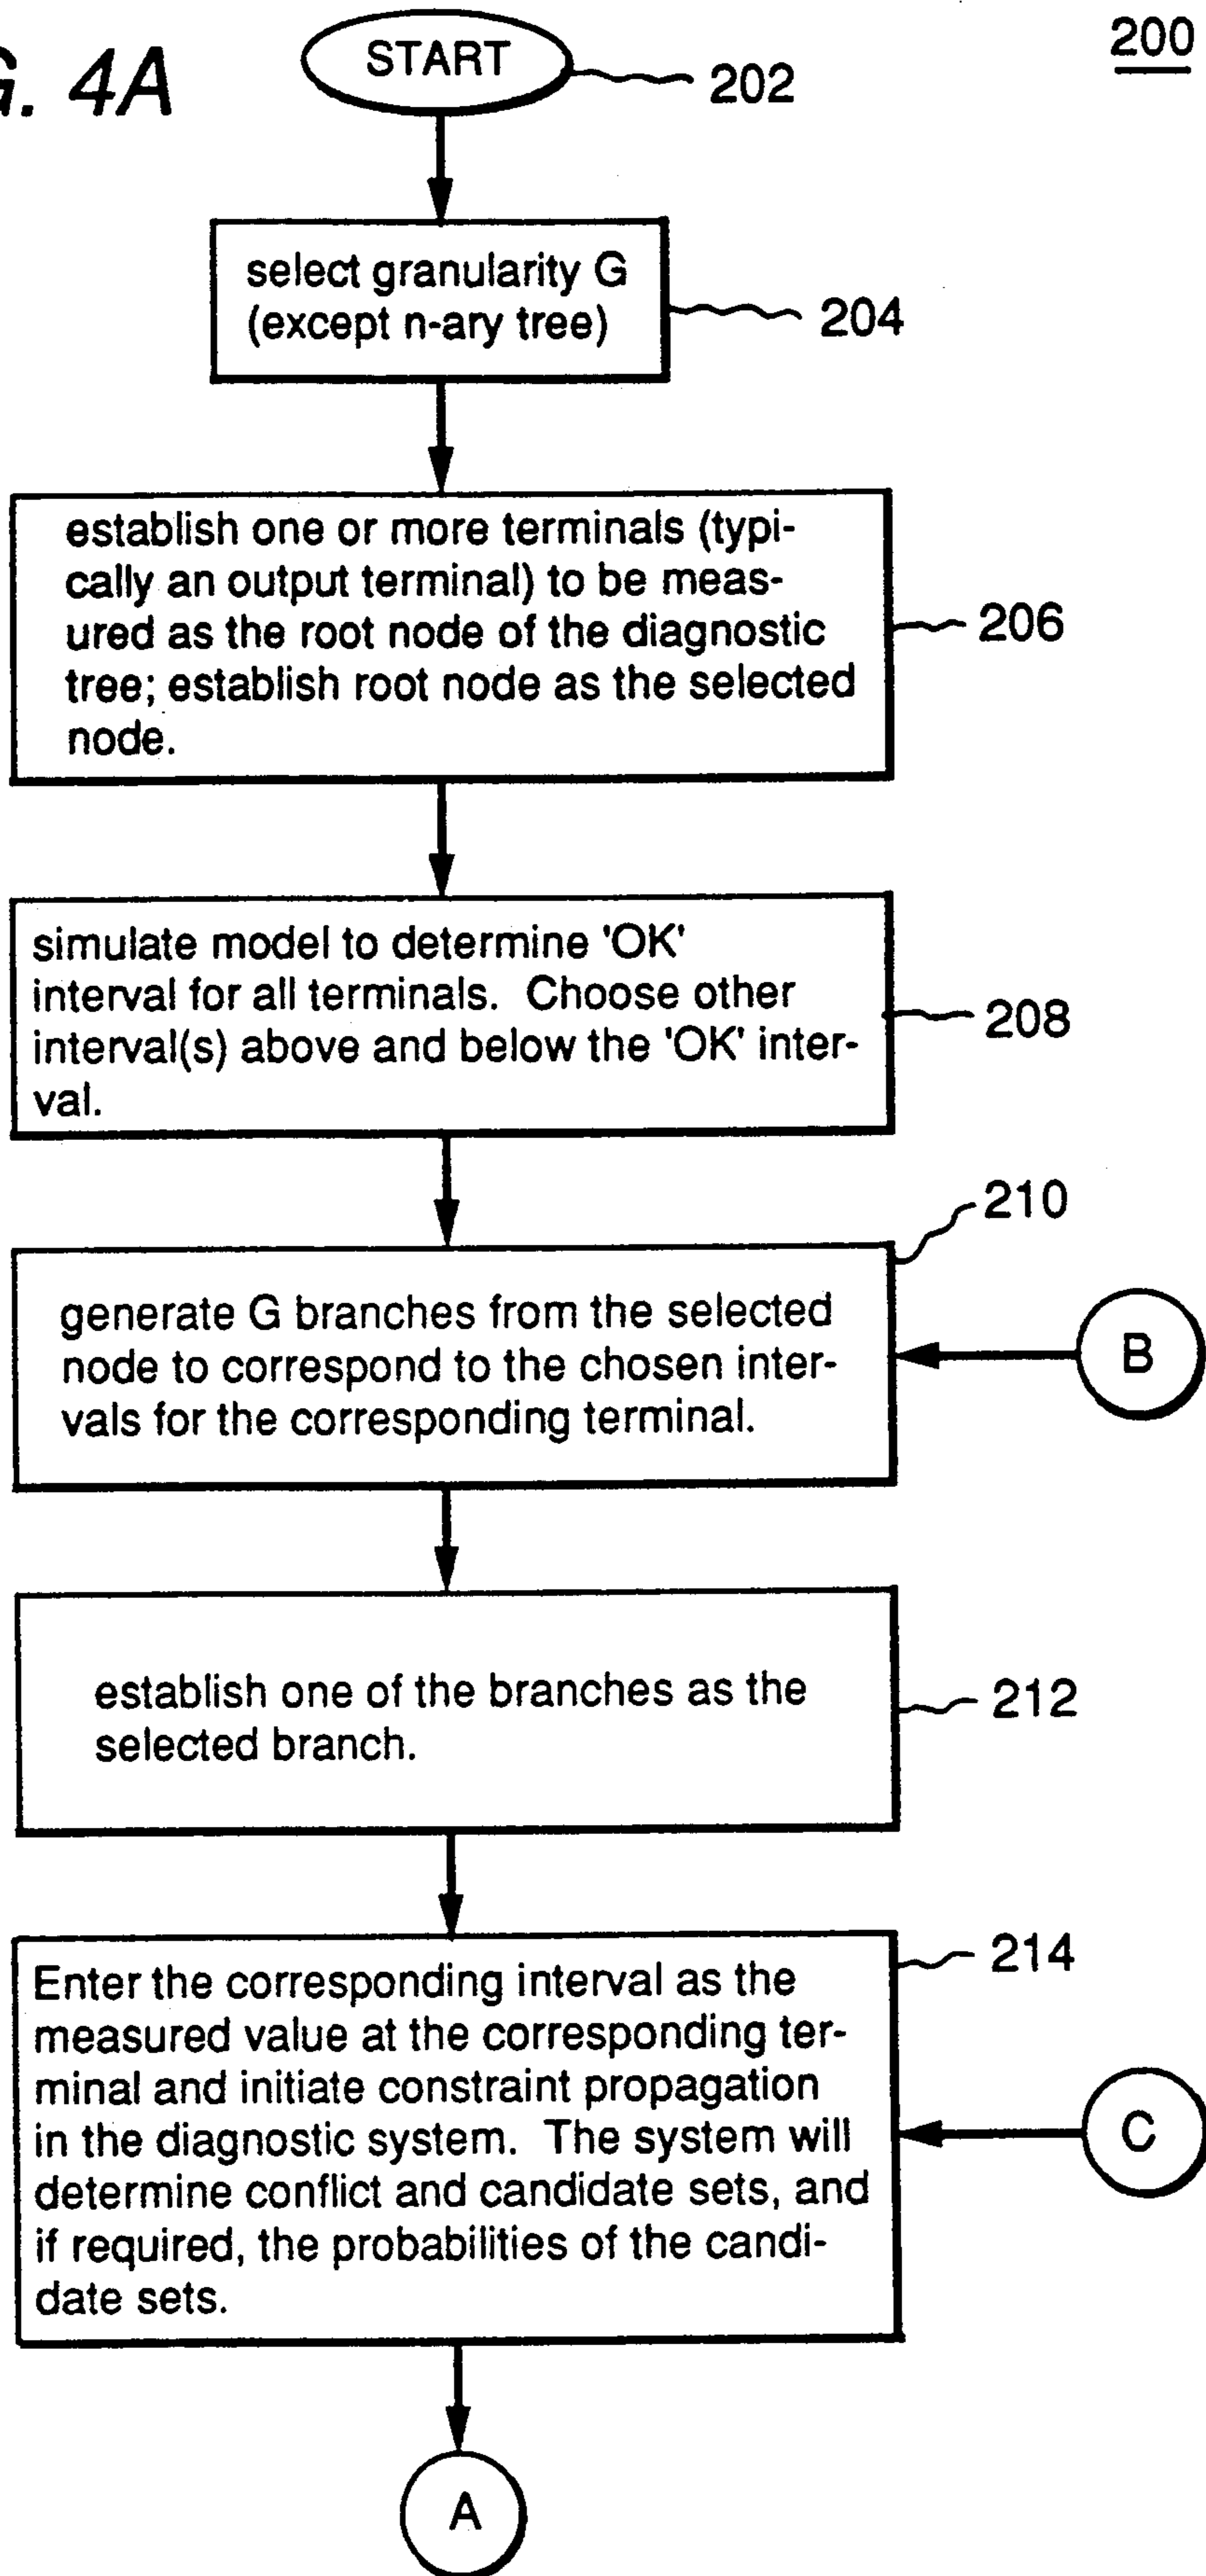 G. 4A
START
200
202
select granularity G
(except n-ary tree)
204
establish one or more terminals (typi-
cally an output terminal) to be meas-
ured as the root node of the diagnostic
tree; establish root node as the selected
node.
206
simulate model to determine 'OK'
interval for all terminals. Choose other
interval(s) above and below the 'OK' inter-
val.
208
210
generate G branches from the selected
node to correspond to the chosen inter-
vals for the corresponding terminal.
B
establish one of the branches as the
selected branch.
212
214
Enter the corresponding interval as the
measured value at the corresponding ter-
minal and initiate constraint propagation
in the diagnostic system. The system will
determine conflict and candidate sets, and
if required, the probabilities of the candi-
date sets.
C
A